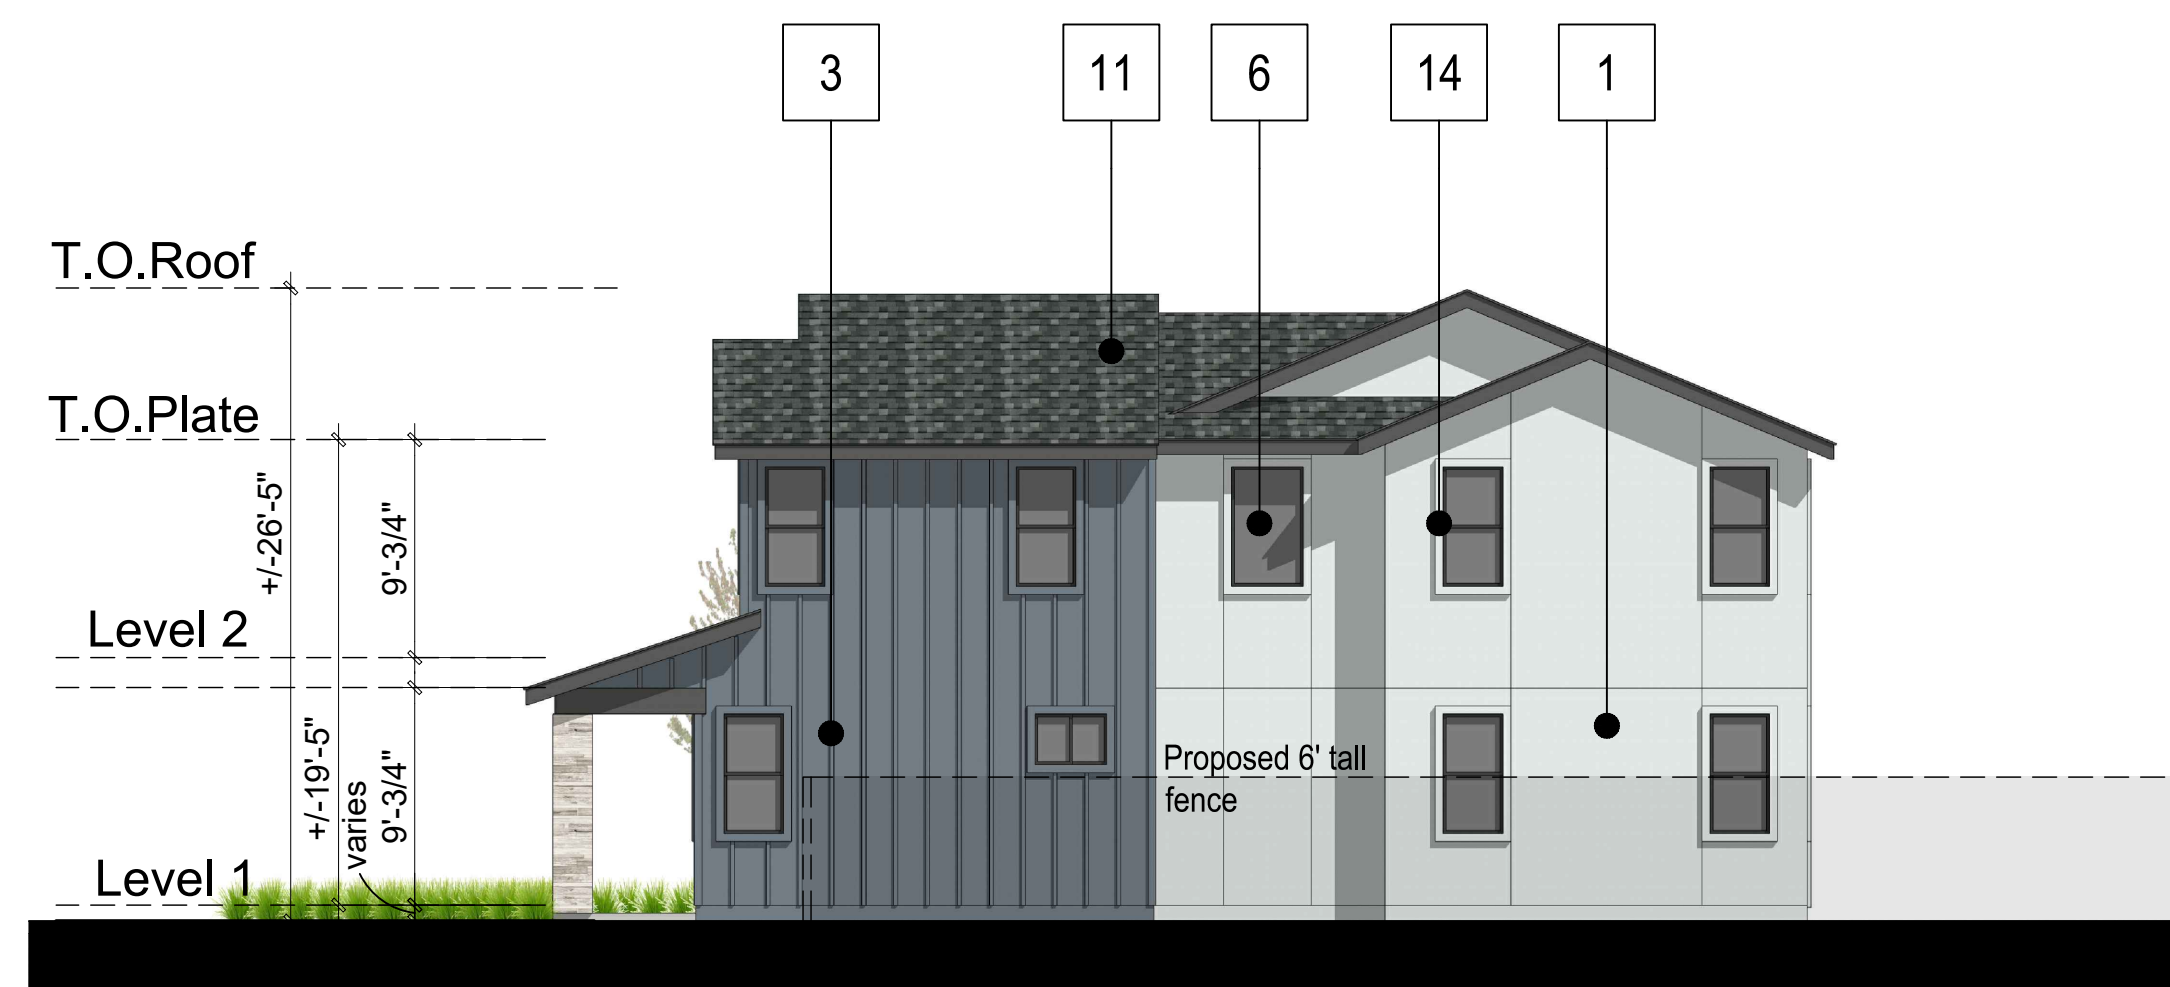 3
11
6
14
1
T.O.Roof
T.O.Plate
+/-26'-5"
9'-3/4"
Level 2
+/-19'-5"
varies
9'-3/4"
Proposed 6' tall
fence
Level 1